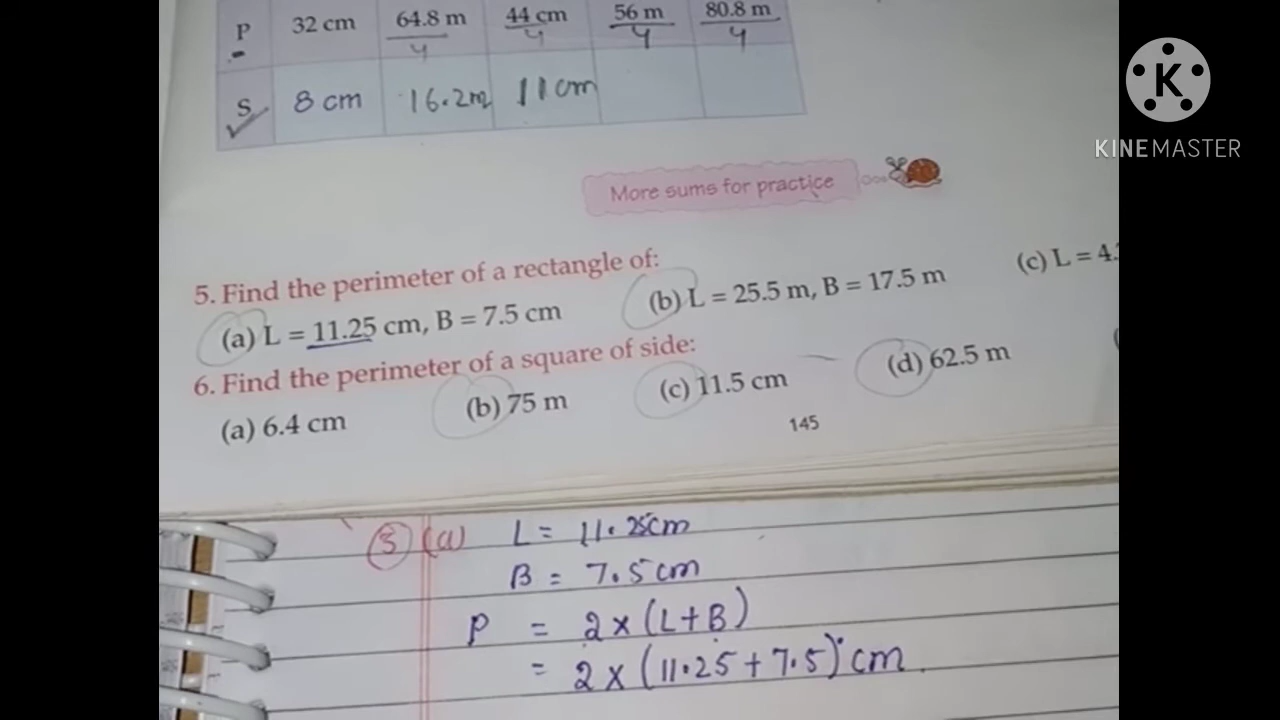 P 32 cm 64.8 m 44 cm 56 m 80.8 m
4 4 4 4
S 8 cm 16.2m 11cm
K
KINEMASTER
More sums for practice
5. Find the perimeter of a rectangle of:
(a) L = 11.25 cm, B = 7.5 cm (b) L = 25.5 m, B = 17.5 m (c) L = 4.
6. Find the perimeter of a square of side:
(a) 6.4 cm (b) 75 m (c) 11.5 cm (d) 62.5 m
145
5 (a) L = 11.25cm
B = 7.5cm
P = 2 × (L+B)
= 2 × (11.25 + 7.5) cm